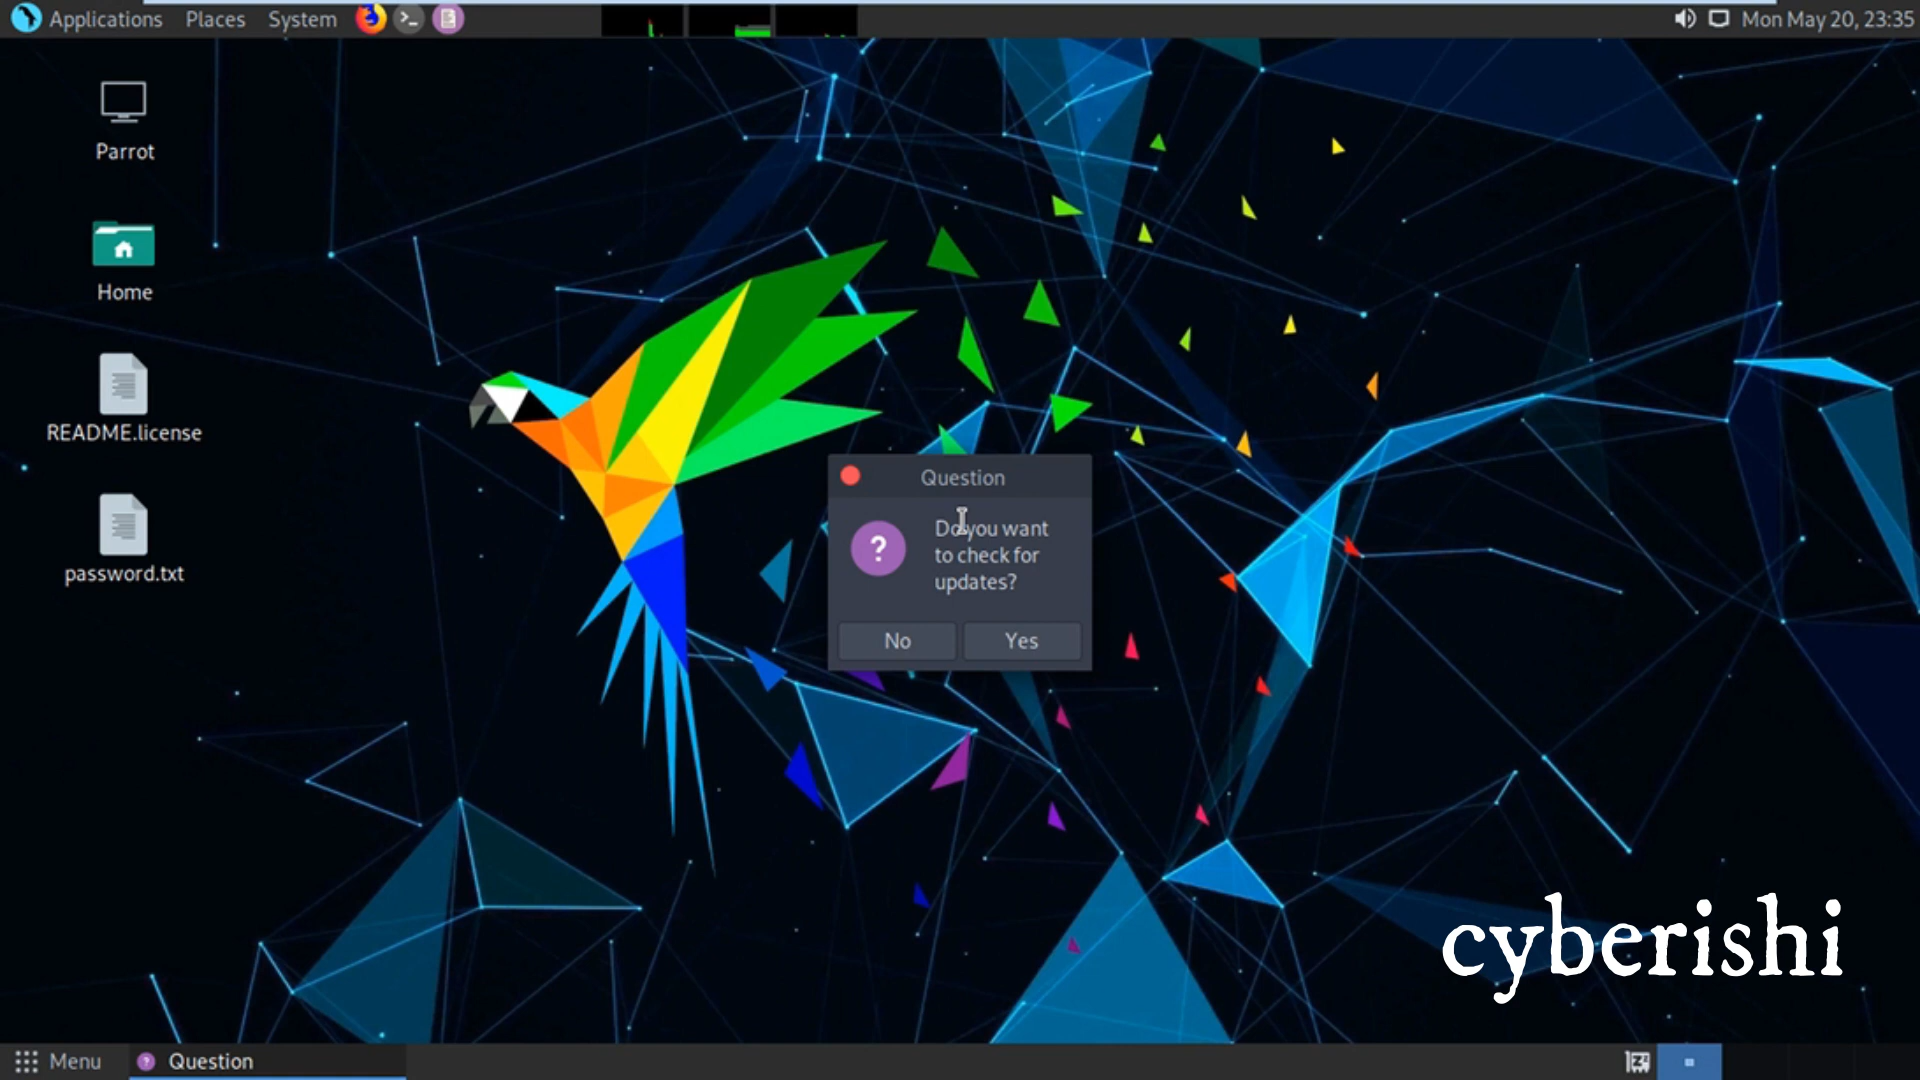 Applications Places System
Mon May 20, 23:35
Parrot
Home
README.license
password.txt
Question
?
Do you want
to check for
updates?
No Yes
cyberishi
Menu ? Question